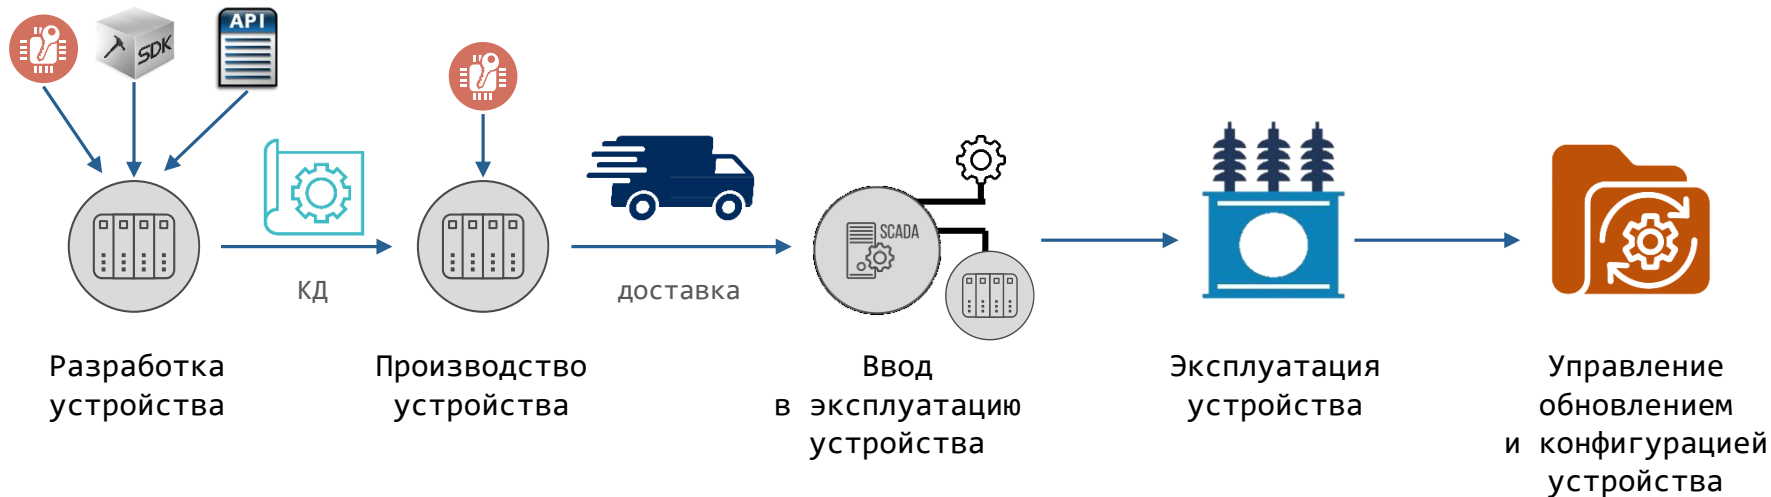 SDK
API
КД
доставка
SCADA
Разработка
устройства
Производство
устройства
Ввод
в эксплуатацию
устройства
Эксплуатация
устройства
Управление
обновлением
и конфигурацией
устройства